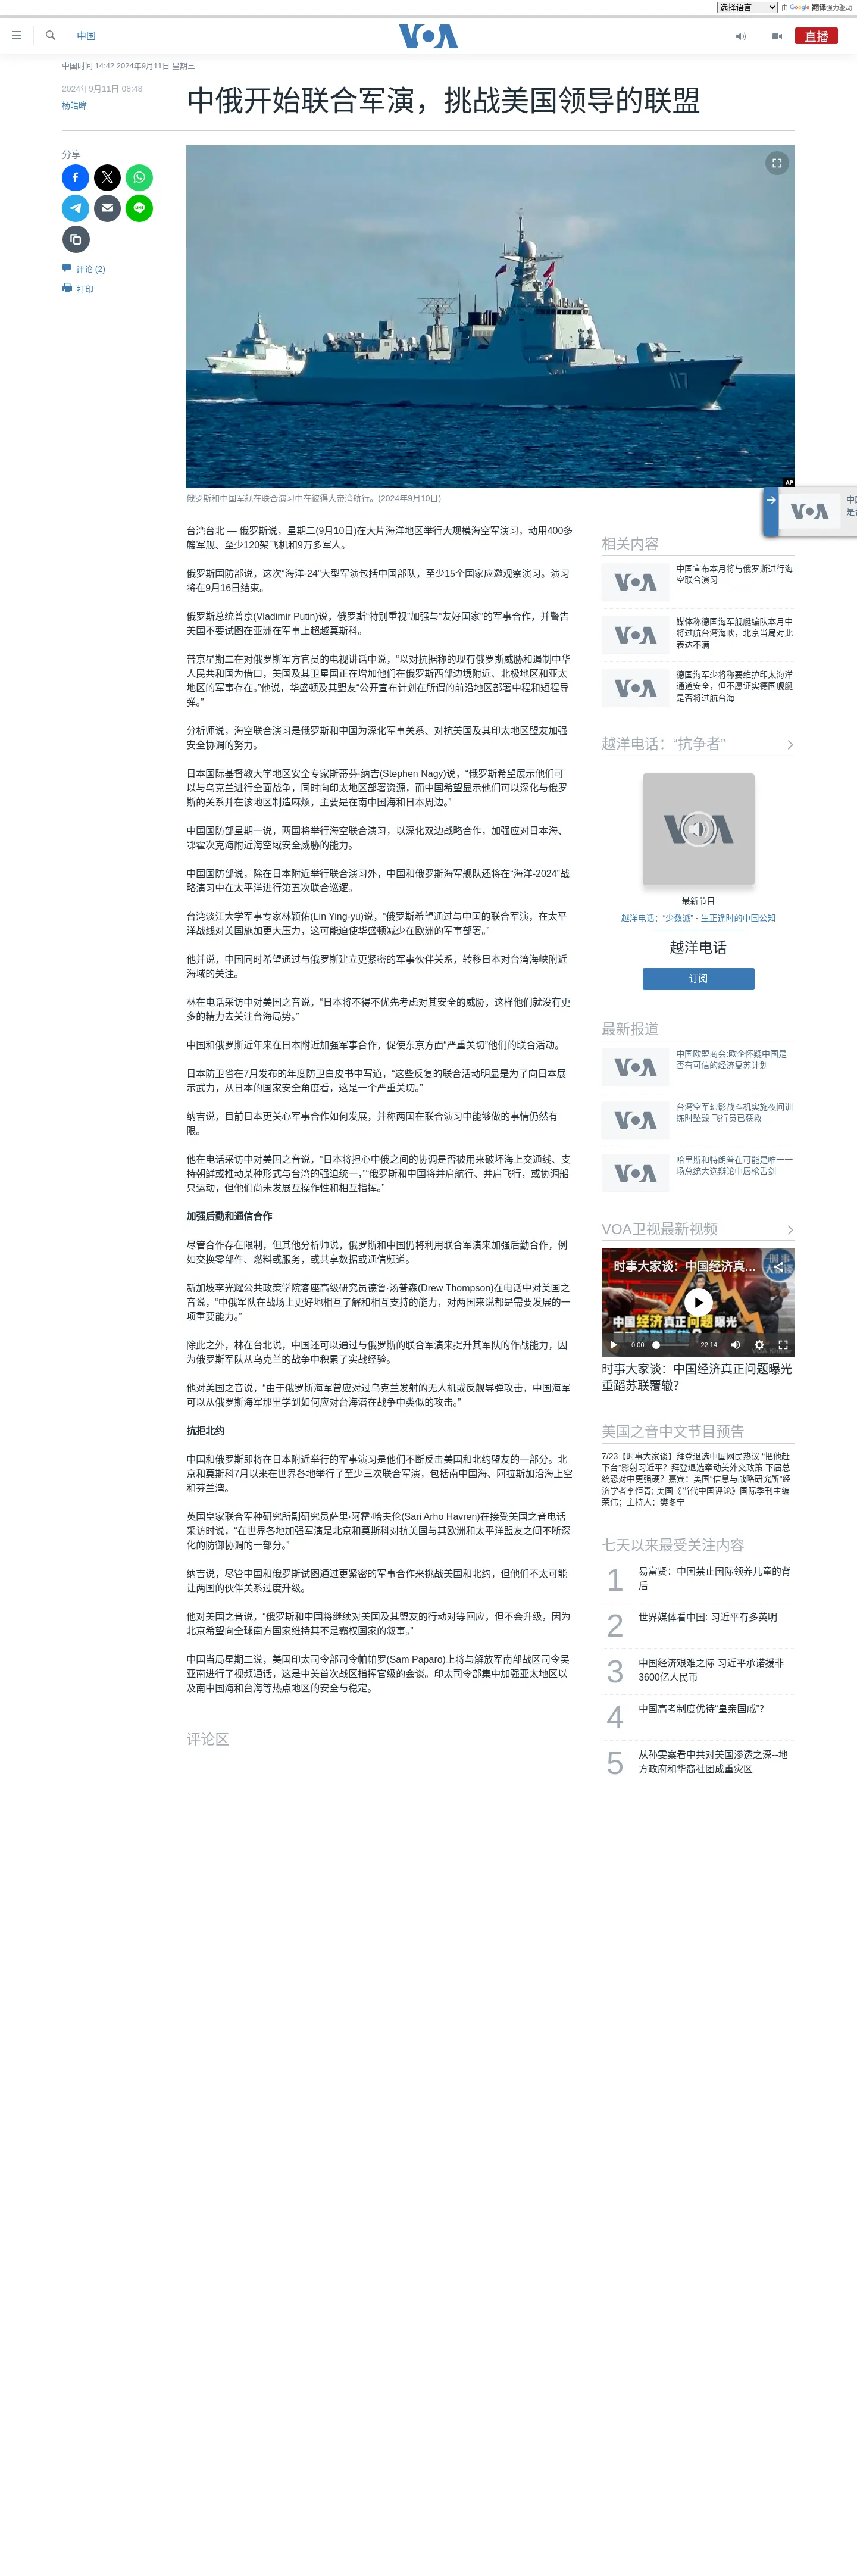 选择语言 由 Google 翻译强力驱动
中国
VOA
直播
中国时间 14:42 2024年9月11日 星期三
2024年9月11日 08:48
杨皓暐
中俄开始联合军演，挑战美国领导的联盟
分享
评论 (2)
打印
117
AP
俄罗斯和中国军舰在联合演习中在彼得大帝湾航行。(2024年9月10日)
台湾台北 — 俄罗斯说，星期二(9月10日)在大片海洋地区举行大规模海空军演习，动用400多
艘军舰、至少120架飞机和9万多军人。
俄罗斯国防部说，这次“海洋-24”大型军演包括中国部队，至少15个国家应邀观察演习。演习
将在9月16日结束。
俄罗斯总统普京(Vladimir Putin)说，俄罗斯“特别重视”加强与“友好国家”的军事合作，并警告
美国不要试图在亚洲在军事上超越莫斯科。
普京星期二在对俄罗斯军方官员的电视讲话中说，“以对抗据称的现有俄罗斯威胁和遏制中华
人民共和国为借口，美国及其卫星国正在增加他们在俄罗斯西部边境附近、北极地区和亚太
地区的军事存在。”他说，华盛顿及其盟友“公开宣布计划在所谓的前沿地区部署中程和短程导
弹。”
分析师说，海空联合演习是俄罗斯和中国为深化军事关系、对抗美国及其印太地区盟友加强
安全协调的努力。
日本国际基督教大学地区安全专家斯蒂芬·纳吉(Stephen Nagy)说，“俄罗斯希望展示他们可
以与乌克兰进行全面战争，同时向印太地区部署资源，而中国希望显示他们可以深化与俄罗
斯的关系并在该地区制造麻烦，主要是在南中国海和日本周边。”
中国国防部星期一说，两国将举行海空联合演习，以深化双边战略合作，加强应对日本海、
鄂霍次克海附近海空域安全威胁的能力。
中国国防部说，除在日本附近举行联合演习外，中国和俄罗斯海军舰队还将在“海洋-2024”战
略演习中在太平洋进行第五次联合巡逻。
台湾淡江大学军事专家林颖佑(Lin Ying-yu)说，“俄罗斯希望通过与中国的联合军演，在太平
洋战线对美国施加更大压力，这可能迫使华盛顿减少在欧洲的军事部署。”
他并说，中国同时希望通过与俄罗斯建立更紧密的军事伙伴关系，转移日本对台湾海峡附近
海域的关注。
林在电话采访中对美国之音说，“日本将不得不优先考虑对其安全的威胁，这样他们就没有更
多的精力去关注台海局势。”
中国和俄罗斯近年来在日本附近加强军事合作，促使东京方面“严重关切”他们的联合活动。
日本防卫省在7月发布的年度防卫白皮书中写道，“这些反复的联合活动明显是为了向日本展
示武力，从日本的国家安全角度看，这是一个严重关切。”
纳吉说，目前日本更关心军事合作如何发展，并称两国在联合演习中能够做的事情仍然有
限。
他在电话采访中对美国之音说，“日本将担心中俄之间的协调是否被用来破坏海上交通线、支
持朝鲜或推动某种形式与台湾的强迫统一，”“俄罗斯和中国将并肩航行、并肩飞行，或协调船
只运动，但他们尚未发展互操作性和相互指挥。”
加强后勤和通信合作
尽管合作存在限制，但其他分析师说，俄罗斯和中国仍将利用联合军演来加强后勤合作，例
如交换零部件、燃料或服务，或共享数据或通信频道。
新加坡李光耀公共政策学院客座高级研究员德鲁·汤普森(Drew Thompson)在电话中对美国之
音说，“中俄军队在战场上更好地相互了解和相互支持的能力，对两国来说都是需要发展的一
项重要能力。”
除此之外，林在台北说，中国还可以通过与俄罗斯的联合军演来提升其军队的作战能力，因
为俄罗斯军队从乌克兰的战争中积累了实战经验。
他对美国之音说，“由于俄罗斯海军曾应对过乌克兰发射的无人机或反舰导弹攻击，中国海军
可以从俄罗斯海军那里学到如何应对台海潜在战争中类似的攻击。”
抗拒北约
中国和俄罗斯即将在日本附近举行的军事演习是他们不断反击美国和北约盟友的一部分。北
京和莫斯科7月以来在世界各地举行了至少三次联合军演，包括南中国海、阿拉斯加沿海上空
和芬兰湾。
英国皇家联合军种研究所副研究员萨里·阿霍·哈夫伦(Sari Arho Havren)在接受美国之音电话
采访时说，“在世界各地加强军演是北京和莫斯科对抗美国与其欧洲和太平洋盟友之间不断深
化的防御协调的一部分。”
纳吉说，尽管中国和俄罗斯试图通过更紧密的军事合作来挑战美国和北约，但他们不太可能
让两国的伙伴关系过度升级。
他对美国之音说，“俄罗斯和中国将继续对美国及其盟友的行动对等回应，但不会升级，因为
北京希望向全球南方国家维持其不是霸权国家的叙事。”
中国当局星期二说，美国印太司令部司令帕帕罗(Sam Paparo)上将与解放军南部战区司令吴
亚南进行了视频通话，这是中美首次战区指挥官级的会谈。印太司令部集中加强亚太地区以
及南中国海和台海等热点地区的安全与稳定。
评论区
VOA
中国
是否
相关内容
VOA
中国宣布本月将与俄罗斯进行海
空联合演习
VOA
媒体称德国海军舰艇编队本月中
将过航台湾海峡，北京当局对此
表达不满
VOA
德国海军少将称要维护印太海洋
通道安全，但不愿证实德国舰艇
是否将过航台海
越洋电话：“抗争者”
VOA
最新节目
越洋电话：“少数派” - 生正逢时的中国公知
越洋电话
订阅
最新报道
VOA
中国欧盟商会:欧企怀疑中国是
否有可信的经济复苏计划
VOA
台湾空军幻影战斗机实施夜间训
练时坠毁 飞行员已获救
VOA
哈里斯和特朗普在可能是唯一一
场总统大选辩论中唇枪舌剑
VOA卫视最新视频
时事大家谈：中国经济真…
中国经济真正问题曝光
0:00 22:14
时事大家谈：中国经济真正问题曝光
重蹈苏联覆辙？
美国之音中文节目预告
7/23【时事大家谈】拜登退选中国网民热议 “把他赶
下台”影射习近平？拜登退选牵动美外交政策 下届总
统恐对中更强硬？嘉宾：美国“信息与战略研究所”经
济学者李恒青; 美国《当代中国评论》国际季刊主编
荣伟；主持人：樊冬宁
七天以来最受关注内容
1
易富贤：中国禁止国际领养儿童的背
后
2
世界媒体看中国: 习近平有多英明
3
中国经济艰难之际 习近平承诺援非
3600亿人民币
4
中国高考制度优待“皇亲国戚”？
5
从孙雯案看中共对美国渗透之深--地
方政府和华裔社团成重灾区